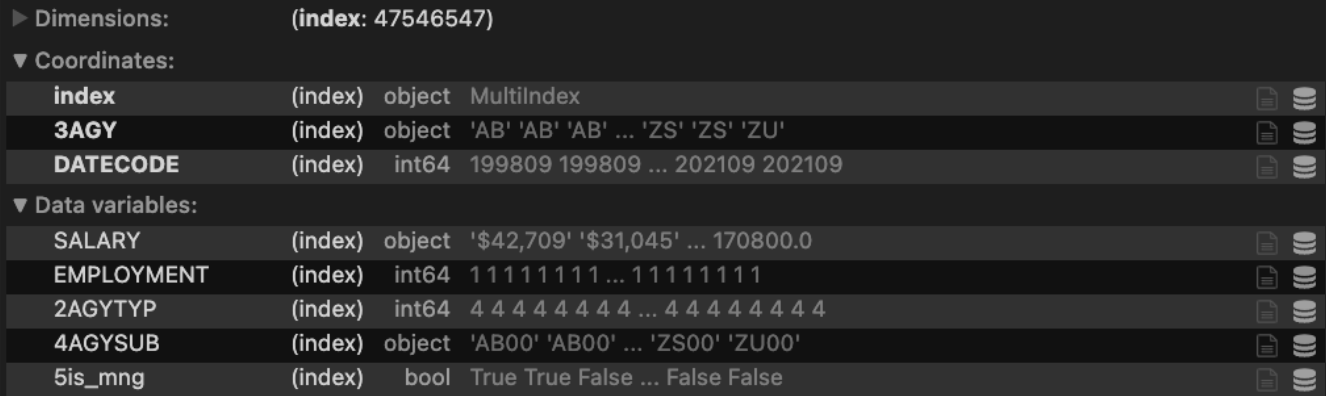 ▶ Dimensions: (index: 47546547)
▼ Coordinates:
index (index) object MultiIndex
3AGY (index) object 'AB' 'AB' 'AB' ... 'ZS' 'ZS' 'ZU'
DATECODE (index) int64 199809 199809 ... 202109 202109
▼ Data variables:
SALARY (index) object '$42,709' '$31,045' ... 170800.0
EMPLOYMENT (index) int64 1 1 1 1 1 1 1 1 ... 1 1 1 1 1 1 1 1
2AGYTYP (index) int64 4 4 4 4 4 4 4 4 ... 4 4 4 4 4 4 4 4
4AGYSUB (index) object 'AB00' 'AB00' ... 'ZS00' 'ZU00'
5is_mng (index) bool True True False ... False False